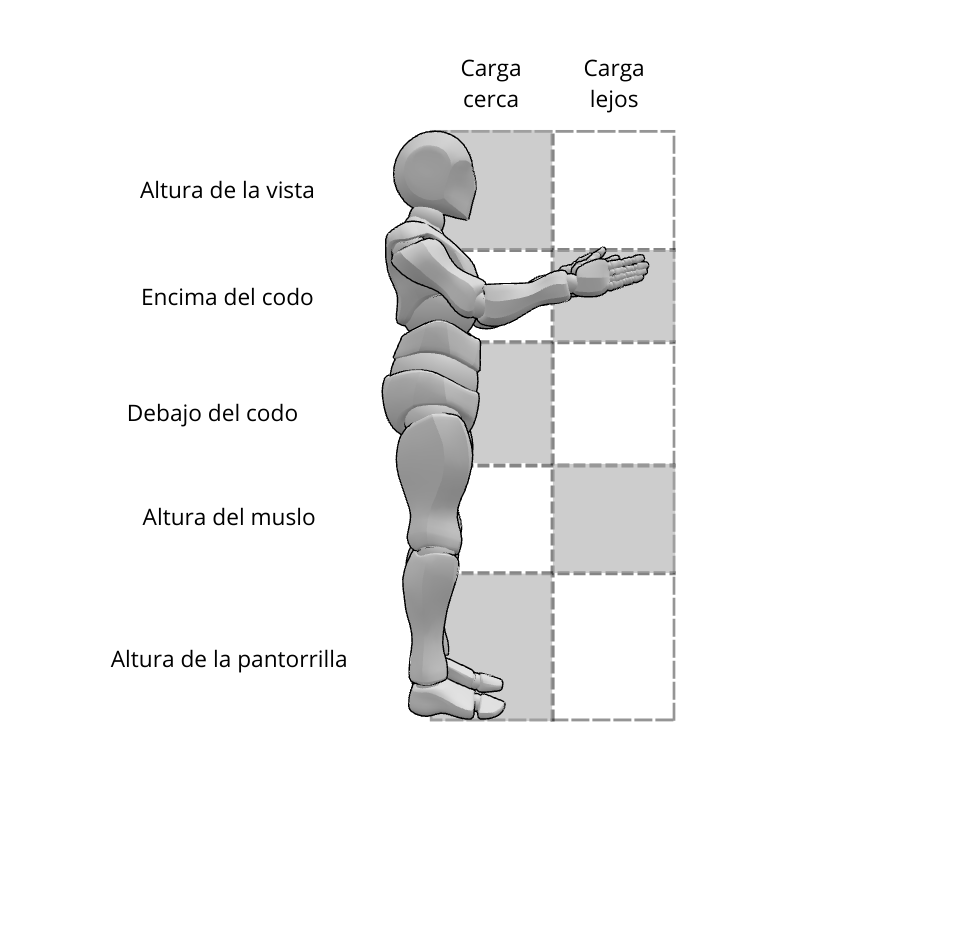 Carga
cerca
Carga
lejos
Altura de la vista
Encima del codo
Debajo del codo
Altura del muslo
Altura de la pantorrilla